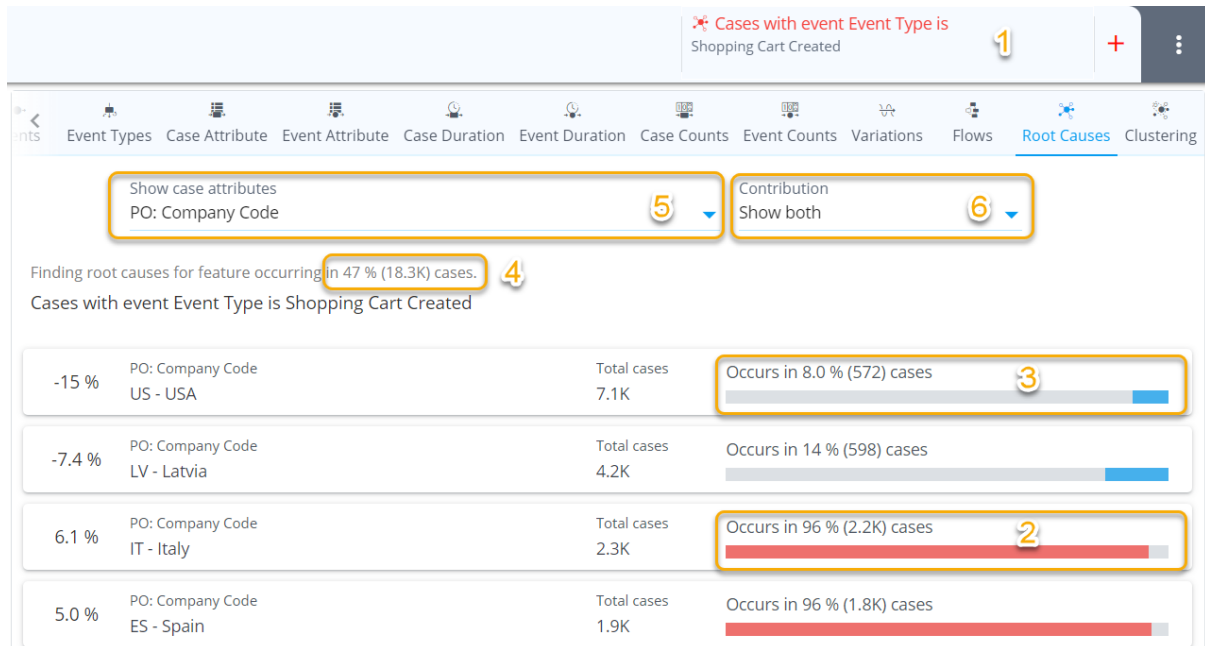 Cases with event Event Type is
Shopping Cart Created
1
+
ents
Event Types
Case Attribute
Event Attribute
Case Duration
Event Duration
Case Counts
Event Counts
Variations
Flows
Root Causes
Clustering
Show case attributes
PO: Company Code
5
Contribution
Show both
6
Finding root causes for feature occurring in 47 % (18.3K) cases.
4
Cases with event Event Type is Shopping Cart Created
-15 %
PO: Company Code
US - USA
Total cases
7.1K
Occurs in 8.0 % (572) cases
3
-7.4 %
PO: Company Code
LV - Latvia
Total cases
4.2K
Occurs in 14 % (598) cases
6.1 %
PO: Company Code
IT - Italy
Total cases
2.3K
Occurs in 96 % (2.2K) cases
2
5.0 %
PO: Company Code
ES - Spain
Total cases
1.9K
Occurs in 96 % (1.8K) cases